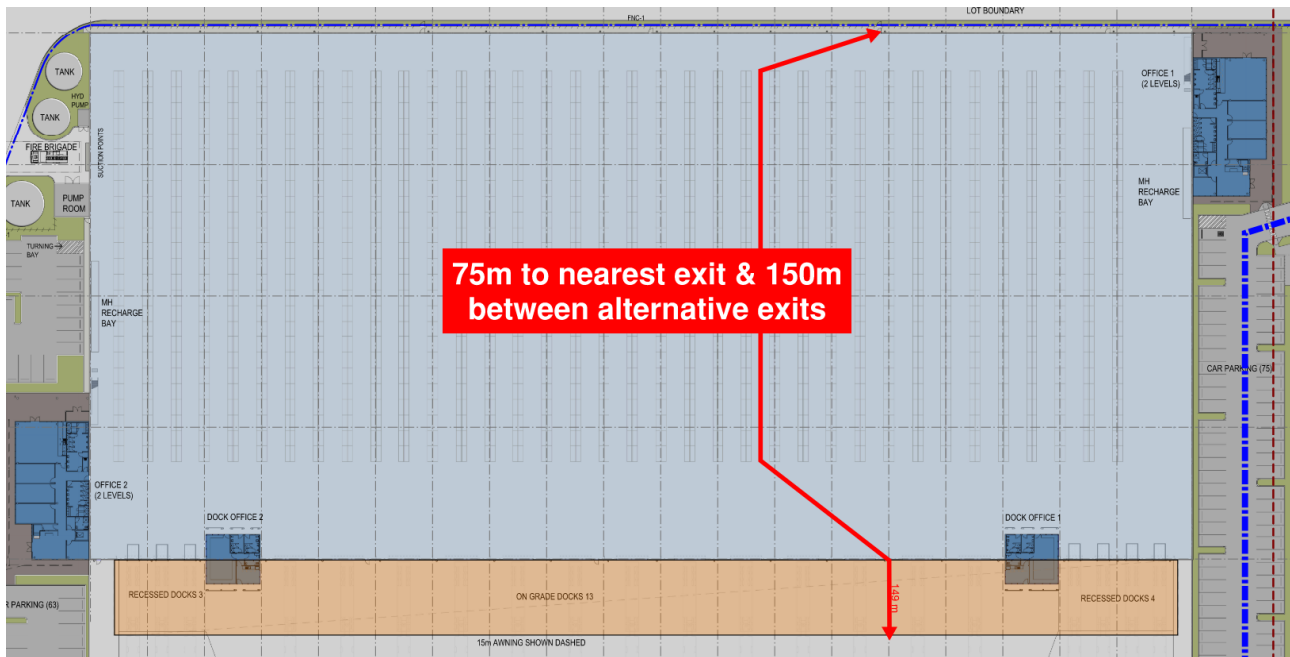 FNC-1
LOT BOUNDARY
TANK
HYD
PUMP
TANK
FIRE BRIGADE
SUCTION POINTS
TANK
PUMP
ROOM
TURNING
BAY
MH
RECHARGE
BAY
OFFICE 1
(2 LEVELS)
MH
RECHARGE
BAY
75m to nearest exit & 150m
between alternative exits
CAR PARKING (75)
OFFICE 2
(2 LEVELS)
DOCK OFFICE 2
DOCK OFFICE 1
R PARKING (63)
RECESSED DOCKS 3
ON GRADE DOCKS 13
149 m
RECESSED DOCKS 4
15m AWNING SHOWN DASHED